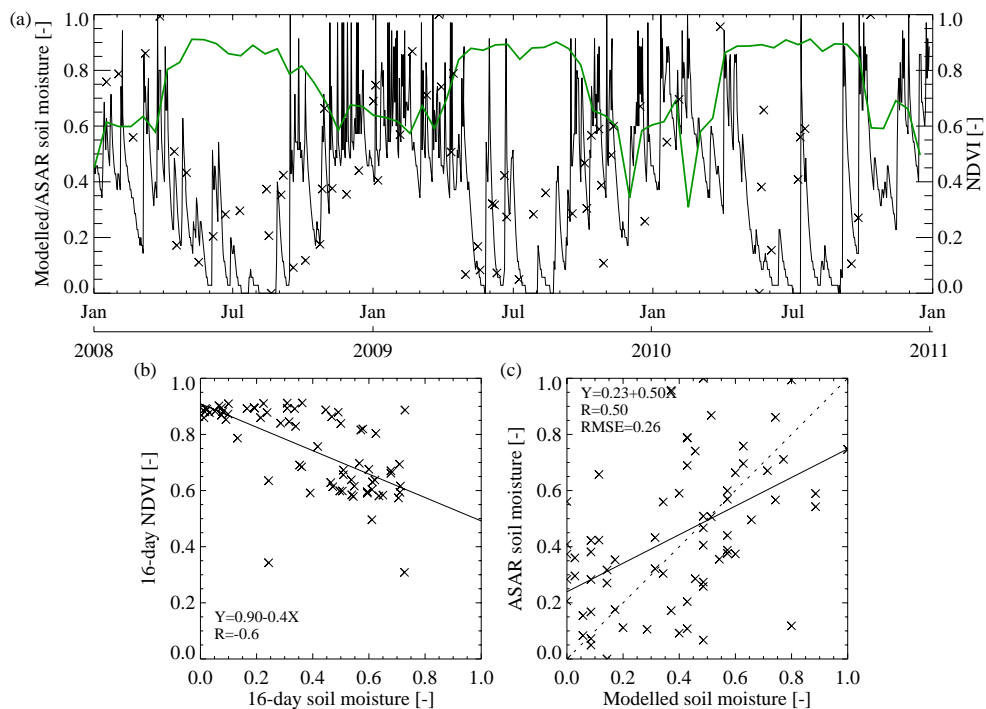 (a)
Modelled/ASAR soil moisture [-]
1.0
0.8
0.6
0.4
0.2
0.0
1.0
0.8
0.6
0.4
0.2
0.0
NDVI [-]
Jan Jul Jan Jul Jan Jul Jan
2008 2009 2010 2011
(b)
16-day NDVI [-]
1.0
0.8
0.6
0.4
0.2
0.0
Y=0.90-0.4X
R=-0.6
0.0 0.2 0.4 0.6 0.8 1.0
16-day soil moisture [-]
(c)
ASAR soil moisture [-]
1.0
0.8
0.6
0.4
0.2
0.0
Y=0.23+0.50X
R=0.50
RMSE=0.26
0.0 0.2 0.4 0.6 0.8 1.0
Modelled soil moisture [-]